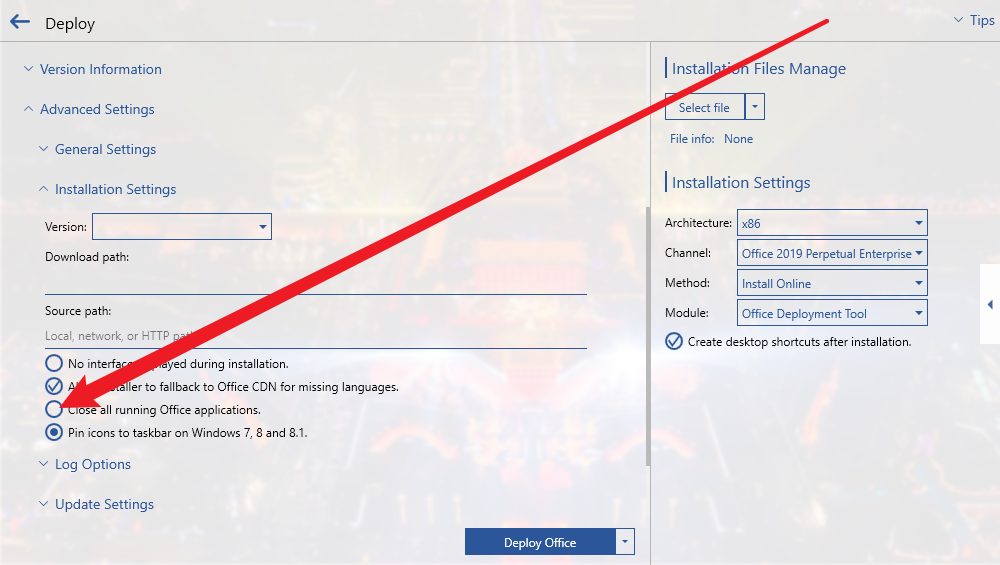 Deploy
Tips
Version Information
Advanced Settings
General Settings
Installation Settings
Version:
Download path:
Source path:
Local, network, or HTTP
No interface played during installation.
to fallback to Office CDN for missing languages.
Close all running Office applications.
Pin icons to taskbar on Windows 7, 8 and 8.1.
Log Options
Update Settings
Deploy Office
Installation Files Manage
Select file
File info: None
Installation Settings
Architecture: x86
Channel: Office 2019 Perpetual Enterprise
Method: Install Online
Module: Office Deployment Tool
Create desktop shortcuts after installation.